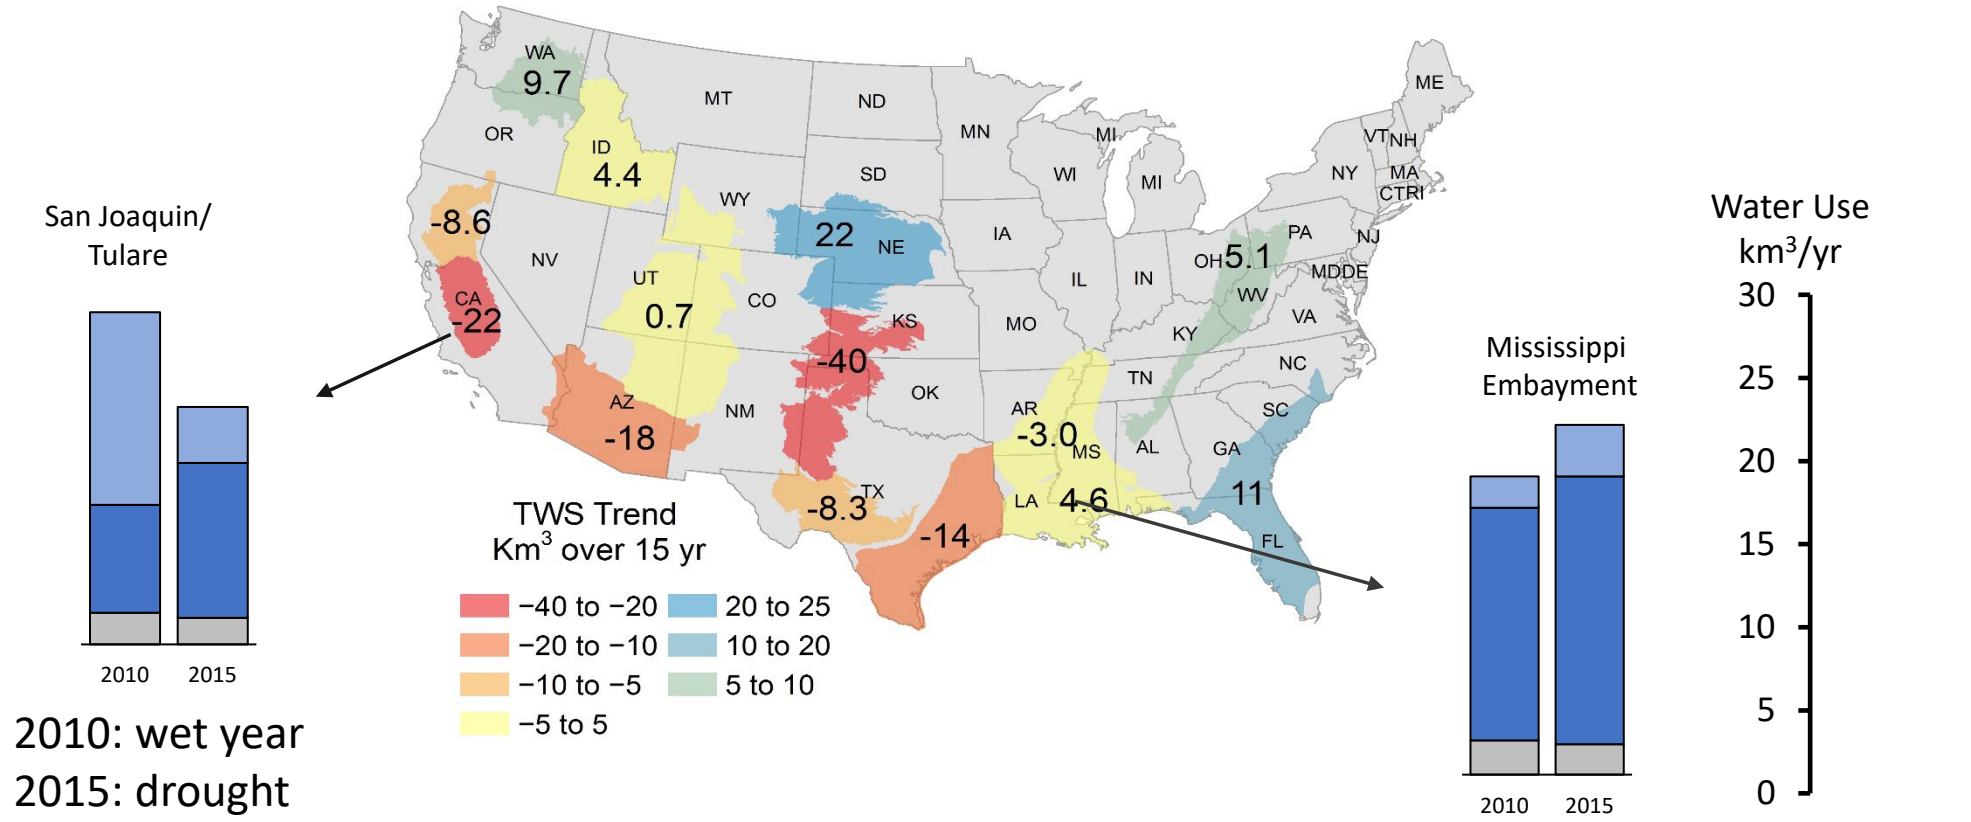 San Joaquin/
Tulare
2010
2015
2010: wet year
2015: drought
WA
9.7
OR
ID
4.4
MT
ND
MN
WI
MI
MI
ME
VT
NH
NY
MA
CT
RI
SD
WY
-8.6
NV
UT
0.7
CO
22
NE
IA
IL
IN
OH
5.1
PA
NJ
MD
DE
WV
VA
KY
CA
-22
KS
-40
MO
NC
TN
SC
AZ
-18
NM
OK
AR
-3.0
MS
AL
GA
11
TX
-8.3
-14
LA
4.6
FL
TWS Trend
Km³ over 15 yr
−40 to −20
−20 to −10
−10 to −5
−5 to 5
20 to 25
10 to 20
5 to 10
Mississippi
Embayment
2010
2015
Water Use
km³/yr
30
25
20
15
10
5
0